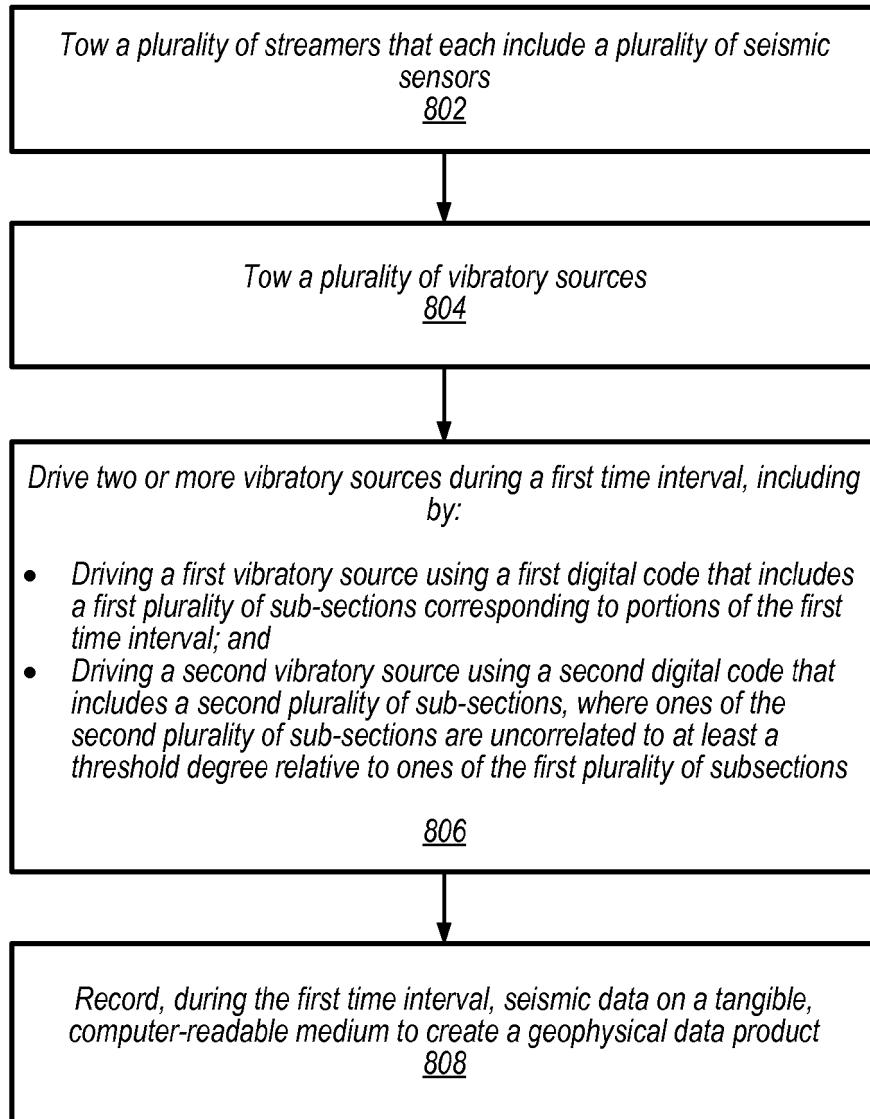 Tow a plurality of streamers that each include a plurality of seismic
sensors
802
Tow a plurality of vibratory sources
804
Drive two or more vibratory sources during a first time interval, including
by:
• Driving a first vibratory source using a first digital code that includes
a first plurality of sub-sections corresponding to portions of the first
time interval; and
• Driving a second vibratory source using a second digital code that
includes a second plurality of sub-sections, where ones of the
second plurality of sub-sections are uncorrelated to at least a
threshold degree relative to ones of the first plurality of subsections
806
Record, during the first time interval, seismic data on a tangible,
computer-readable medium to create a geophysical data product
808